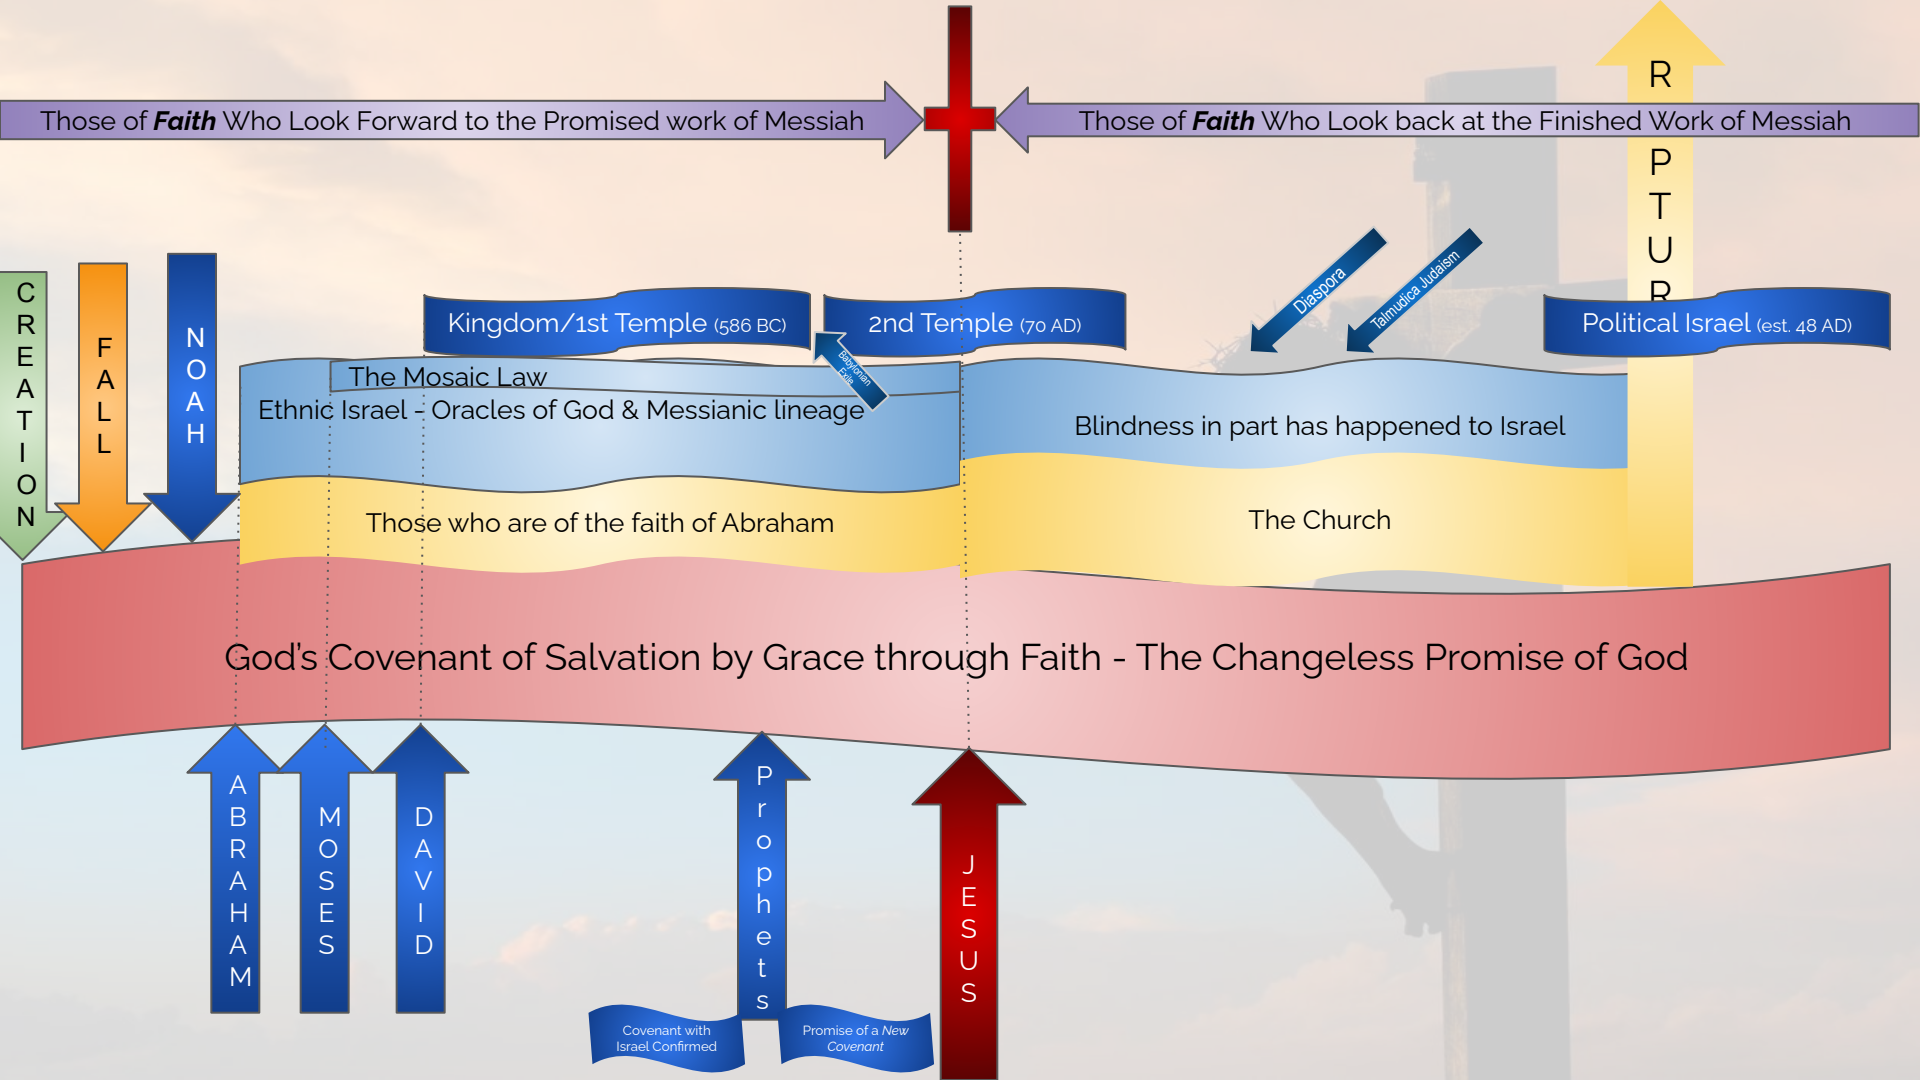 Those of Faith Who Look Forward to the Promised work of Messiah
Those of Faith Who Look back at the Finished Work of Messiah
R
P
T
U
R
CREATION
FALL
NOAH
Kingdom/1st Temple (586 BC)
2nd Temple (70 AD)
Babylonian
Exile
Diaspora
Talmudica Judaism
Political Israel (est. 48 AD)
The Mosaic Law
Ethnic Israel - Oracles of God & Messianic lineage
Blindness in part has happened to Israel
Those who are of the faith of Abraham
The Church
God's Covenant of Salvation by Grace through Faith - The Changeless Promise of God
ABRAHAM
MOSES
DAVID
Prophets
JESUS
Covenant with
Israel Confirmed
Promise of a New
Covenant